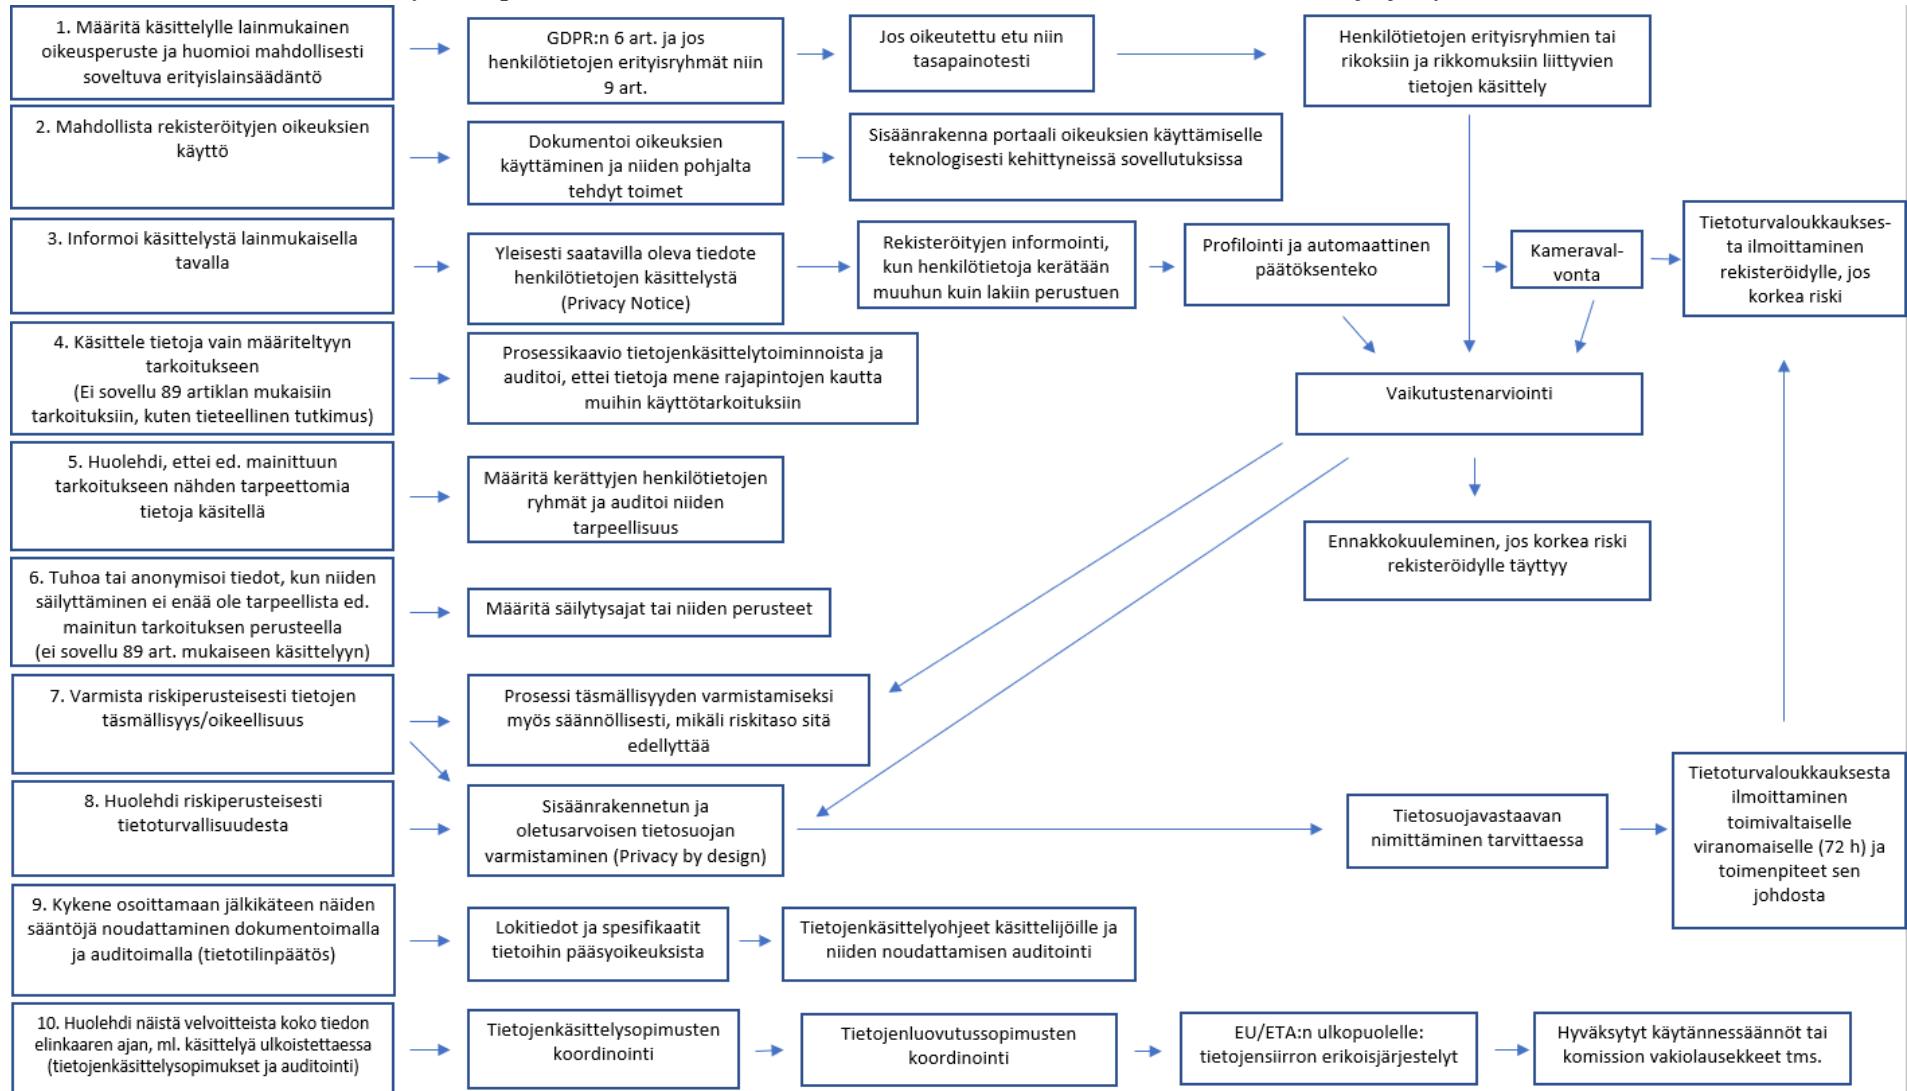 1. Määritä käsittelylle lainmukainen
oikeusperuste ja huomioi mahdollisesti
soveltuva erityislainsäädäntö
GDPR:n 6 art. ja jos
henkilötietojen erityisryhmät niin
9 art.
Jos oikeutettu etu niin
tasapainotesti
Henkilötietojen erityisryhmien tai
rikoksiin ja rikkomuksiin liittyvien
tietojen käsittely
2. Mahdollista rekisteröityjen oikeuksien
käyttö
Dokumentoi oikeuksien
käyttäminen ja niiden pohjalta
tehdyt toimet
Sisäänrakenna portaali oikeuksien käyttämiselle
teknologisesti kehittyneissä sovellutuksissa
3. Informoi käsittelystä lainmukaisella
tavalla
Yleisesti saatavilla oleva tiedote
henkilötietojen käsittelystä
(Privacy Notice)
Rekisteröityjen informointi,
kun henkilötietoja kerätään
muuhun kuin lakiin perustuen
Profilointi ja automaattinen
päätöksenteko
Kameraval-
vonta
Tietoturvaloukkaukses-
ta ilmoittaminen
rekisteröidylle, jos
korkea riski
4. Käsittele tietoja vain määriteltyyn
tarkoitukseen
(Ei sovellu 89 artiklan mukaisiin
tarkoituksiin, kuten tieteellinen tutkimus)
Prosessikaavio tietojenkäsittelytoiminnoista ja
auditoi, ettei tietoja mene rajapintojen kautta
muihin käyttötarkoituksiin
Vaikutustenarviointi
5. Huolehdi, ettei ed. mainittuun
tarkoitukseen nähden tarpeettomia
tietoja käsitellä
Määritä kerättyjen henkilötietojen
ryhmät ja auditoi niiden
tarpeellisuus
Ennakkokuuleminen, jos korkea riski
rekisteröidylle täyttyy
6. Tuhoa tai anonymisoi tiedot, kun niiden
säilyttäminen ei enää ole tarpeellista ed.
mainitun tarkoituksen perusteella
(ei sovellu 89 art. mukaiseen käsittelyyn)
Määritä säilytysajat tai niiden perusteet
7. Varmista riskiperusteisesti tietojen
täsmällisyys/oikeellisuus
Prosessi täsmällisyyden varmistamiseksi
myös säännöllisesti, mikäli riskitaso sitä
edellyttää
8. Huolehdi riskiperusteisesti
tietoturvallisuudesta
Sisäänrakennetun ja
oletusarvoisen tietosuojan
varmistaminen (Privacy by design)
Tietosuojavastaavan
nimittäminen tarvittaessa
Tietoturvaloukkauksesta
ilmoittaminen
toimivaltaiselle
viranomaiselle (72 h) ja
toimenpiteet sen
johdosta
9. Kykene osoittamaan jälkikäteen näiden
sääntöjä noudattaminen dokumentoimalla
ja auditoimalla (tietotilinpäätös)
Lokitiedot ja spesifikaatit
tietoihin pääsyoikeuksista
Tietojenkäsittelyohjeet käsittelijöille ja
niiden noudattamisen auditointi
10. Huolehdi näistä velvoitteista koko tiedon
elinkaaren ajan, ml. käsittelyä ulkoistettaessa
(tietojenkäsittelysopimukset ja auditointi)
Tietojenkäsittelysopimusten
koordinointi
Tietojenluovutussopimusten
koordinointi
EU/ETA:n ulkopuolelle:
tietojensiirron erikoisjärjestelyt
Hyväksytyt käytännessäännöt tai
komission vakiolausekkeet tms.